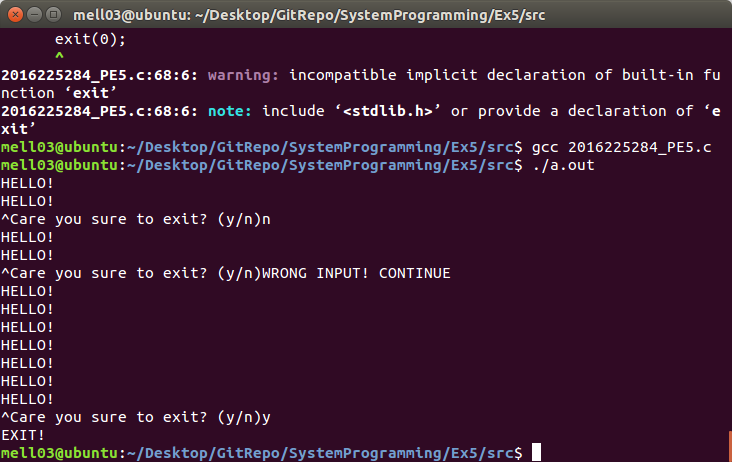 mell03@ubuntu: ~/Desktop/GitRepo/SystemProgramming/Ex5/src
exit(0);
^
2016225284_PE5.c:68:6: warning: incompatible implicit declaration of built-in fu
nction ‘exit’
2016225284_PE5.c:68:6: note: include ‘<stdlib.h>’ or provide a declaration of ‘e
xit’
mell03@ubuntu:~/Desktop/GitRepo/SystemProgramming/Ex5/src$ gcc 2016225284_PE5.c
mell03@ubuntu:~/Desktop/GitRepo/SystemProgramming/Ex5/src$ ./a.out
HELLO!
HELLO!
^Care you sure to exit? (y/n)n
HELLO!
HELLO!
^Care you sure to exit? (y/n)WRONG INPUT! CONTINUE
HELLO!
HELLO!
HELLO!
HELLO!
HELLO!
HELLO!
HELLO!
^Care you sure to exit? (y/n)y
EXIT!
mell03@ubuntu:~/Desktop/GitRepo/SystemProgramming/Ex5/src$